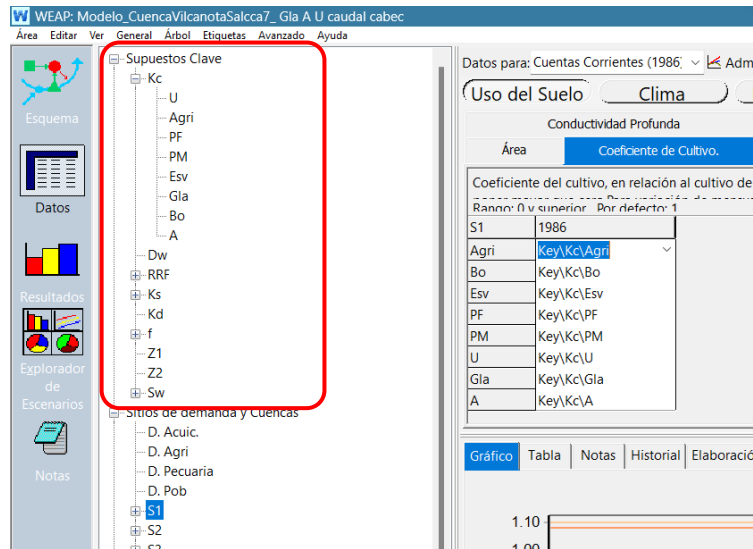 WEAP: Modelo_CuencaVilcanotaSalcca7_ Gla A U caudal cabec
Área Editar Ver General Árbol Etiquetas Avanzado Ayuda
Esquema
Datos
Resultados
Explorador
de
Escenarios
Notas
Supuestos Clave
Kc
U
Agri
PF
PM
Esv
Gla
Bo
A
Dw
RRF
Ks
Kd
f
Z1
Z2
Sw
Sitios de demanda y Cuencas
D. Acuic.
D. Agri
D. Pecuaria
D. Pob
S1
S2
Datos para: Cuentas Corrientes (1986) Adm
Uso del Suelo Clima
Conductividad Profunda
Área Coeficiente de Cultivo.
Coeficiente del cultivo, en relación al cultivo de
Rango: 0 y superior Por defecto: 1
S1 1986
Agri Key\Kc\Agri
Bo Key\Kc\Bo
Esv Key\Kc\Esv
PF Key\Kc\PF
PM Key\Kc\PM
U Key\Kc\U
Gla Key\Kc\Gla
A Key\Kc\A
Gráfico Tabla Notas Historial Elaboració
1.10
1.00